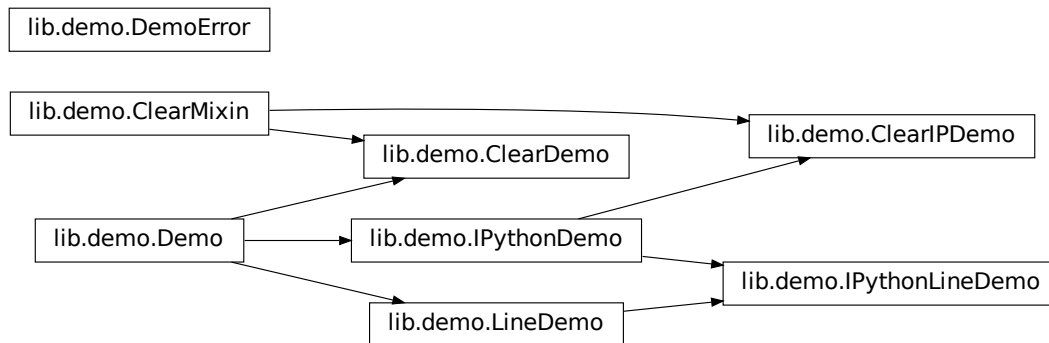 lib.demo.DemoError
lib.demo.ClearMixin
lib.demo.ClearIPDemo
lib.demo.ClearDemo
lib.demo.Demo
lib.demo.IPythonDemo
lib.demo.IPythonLineDemo
lib.demo.LineDemo